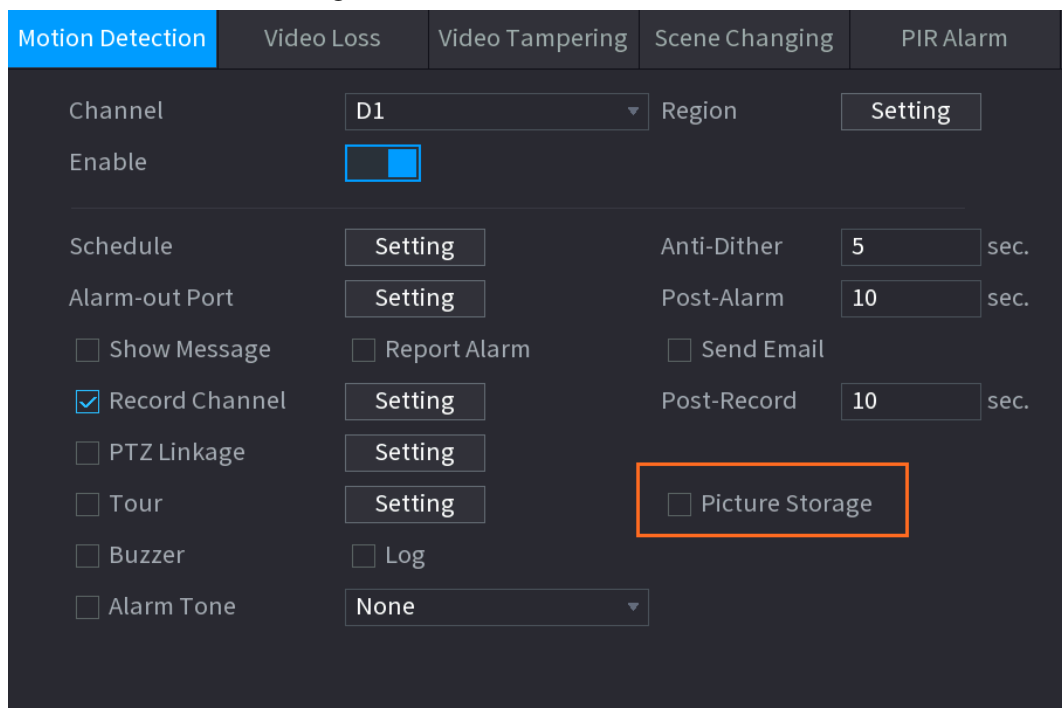 Motion Detection Video Loss Video Tampering Scene Changing PIR Alarm
Channel D1 Region Setting
Enable
Schedule Setting Anti-Dither 5 sec.
Alarm-out Port Setting Post-Alarm 10 sec.
Show Message Report Alarm Send Email
Record Channel Setting Post-Record 10 sec.
PTZ Linkage Setting
Tour Setting Picture Storage
Buzzer Log
Alarm Tone None